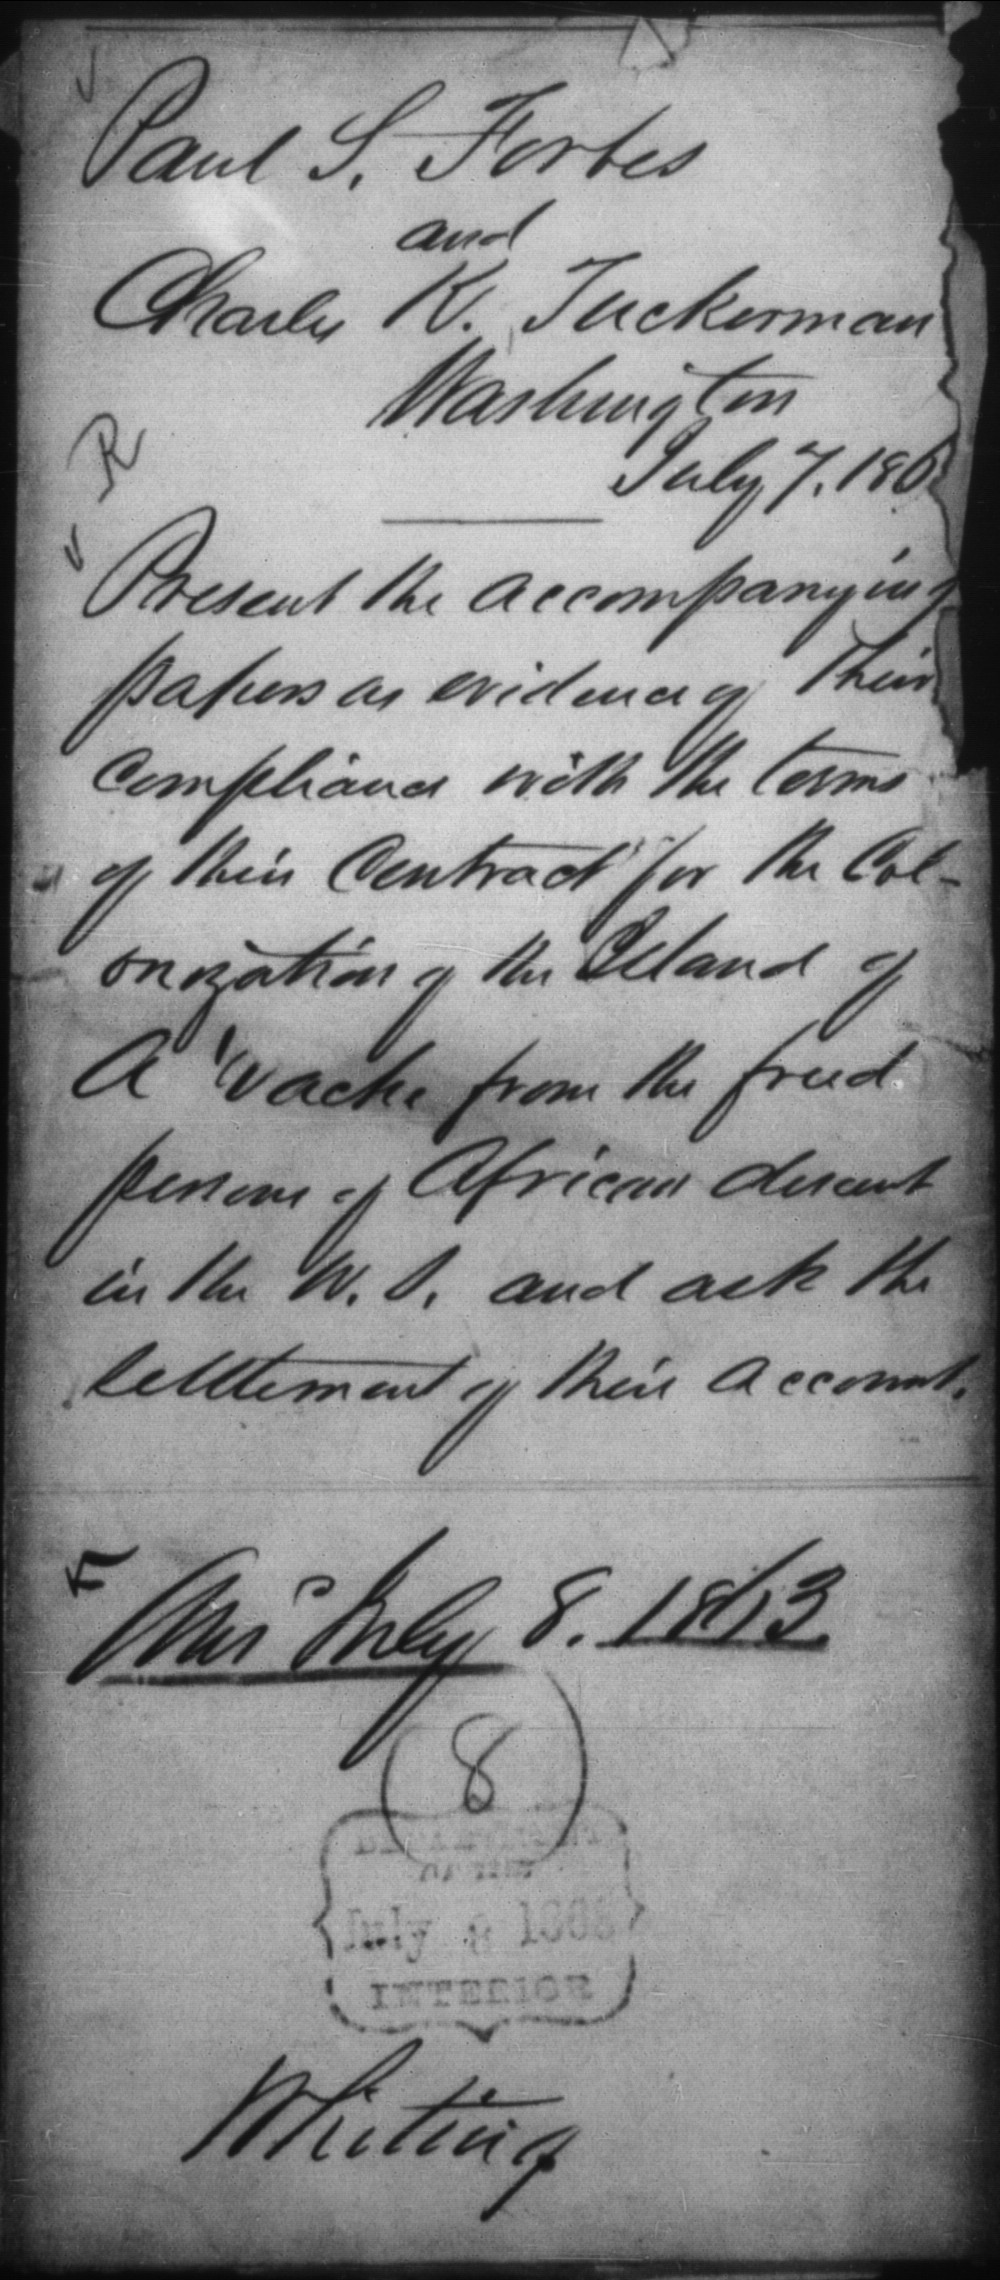 Paul S. Forbes
and
Charles K. Tuckerman
Washington
July 7. 186
R
Present the accompanying
papers as evidence of their
compliance with the terms
of their Contract for the Col-
onization of the Island of
A'Vache from the freed
persons of African descent
in the W. I. and ask the
settlement of their account.
July 8. 1863
8
DEPARTMENT
OF THE
July 8 1863
INTERIOR
Whiting